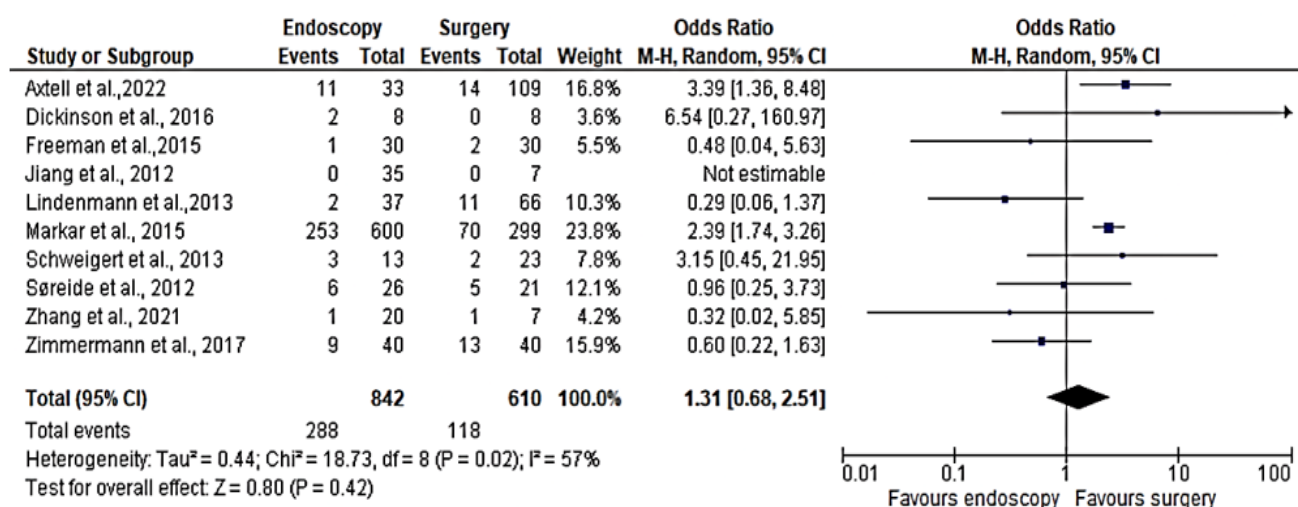 Endoscopy Surgery Odds Ratio Odds Ratio
Study or Subgroup Events Total Events Total Weight M-H, Random, 95% CI M-H, Random, 95% CI
Axtell et al.,2022 11 33 14 109 16.8% 3.39 [1.36, 8.48]
Dickinson et al., 2016 2 8 0 8 3.6% 6.54 [0.27, 160.97]
Freeman et al.,2015 1 30 2 30 5.5% 0.48 [0.04, 5.63]
Jiang et al., 2012 0 35 0 7 Not estimable
Lindenmann et al.,2013 2 37 11 66 10.3% 0.29 [0.06, 1.37]
Markar et al., 2015 253 600 70 299 23.8% 2.39 [1.74, 3.26]
Schweigert et al., 2013 3 13 2 23 7.8% 3.15 [0.45, 21.95]
Søreide et al., 2012 6 26 5 21 12.1% 0.96 [0.25, 3.73]
Zhang et al., 2021 1 20 1 7 4.2% 0.32 [0.02, 5.85]
Zimmermann et al., 2017 9 40 13 40 15.9% 0.60 [0.22, 1.63]
Total (95% CI) 842 610 100.0% 1.31 [0.68, 2.51]
Total events 288 118
Heterogeneity: Tau² = 0.44; Chi² = 18.73, df = 8 (P = 0.02); I² = 57%
Test for overall effect: Z = 0.80 (P = 0.42)
0.01 0.1 1 10 100
Favours endoscopy Favours surgery